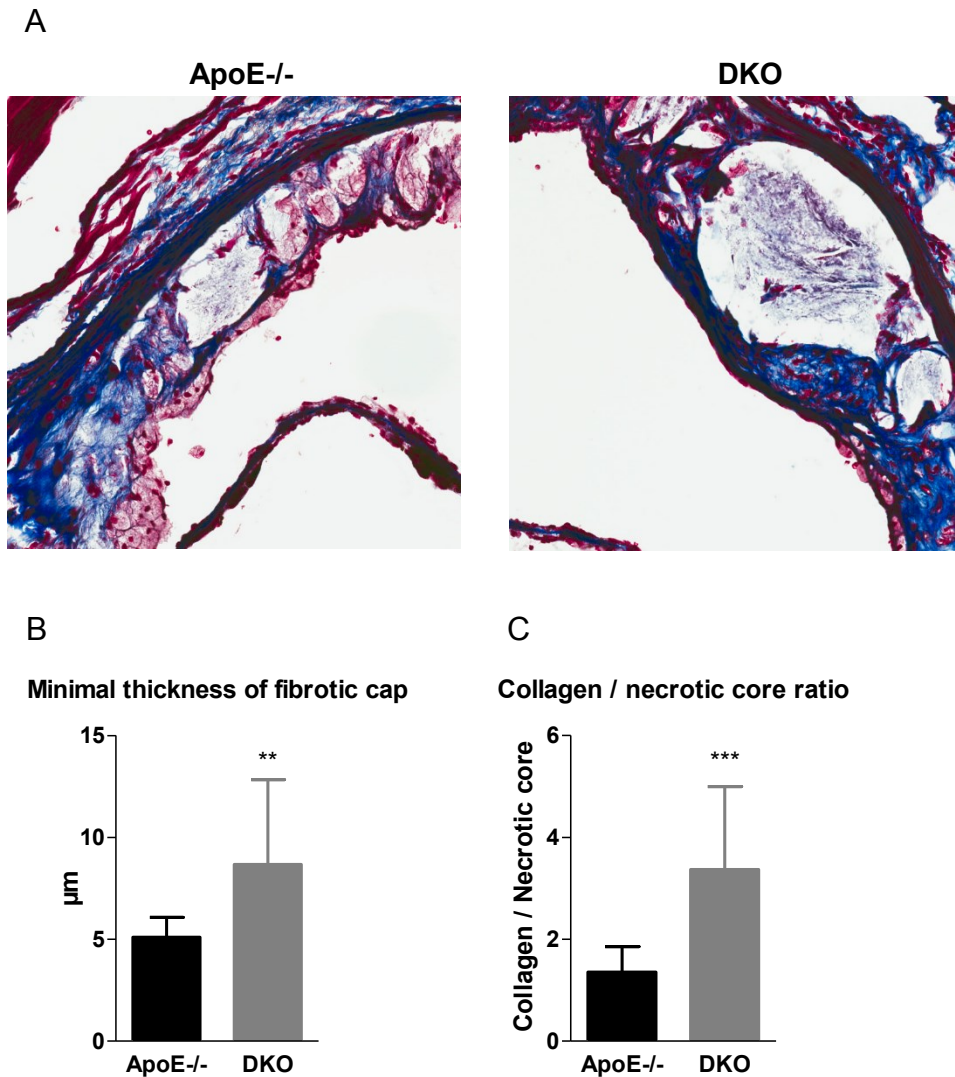 A
ApoE-/-
DKO
B
C
Minimal thickness of fibrotic cap
Collagen / necrotic core ratio
15
10
5
0
µm
**
ApoE-/-
DKO
6
4
2
0
Collagen / Necrotic core
***
ApoE-/-
DKO